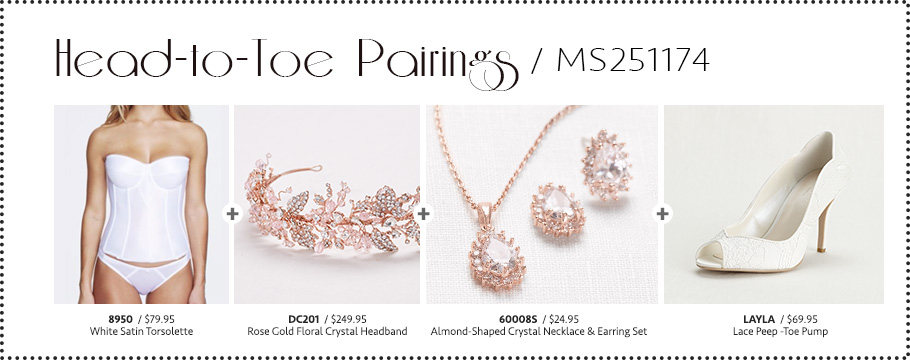 Head-to-Toe Pairings / MS251174
8950 / $79.95
White Satin Torsolette
DC201 / $249.95
Rose Gold Floral Crystal Headband
60008S / $24.95
Almond-Shaped Crystal Necklace & Earring Set
LAYLA / $69.95
Lace Peep -Toe Pump